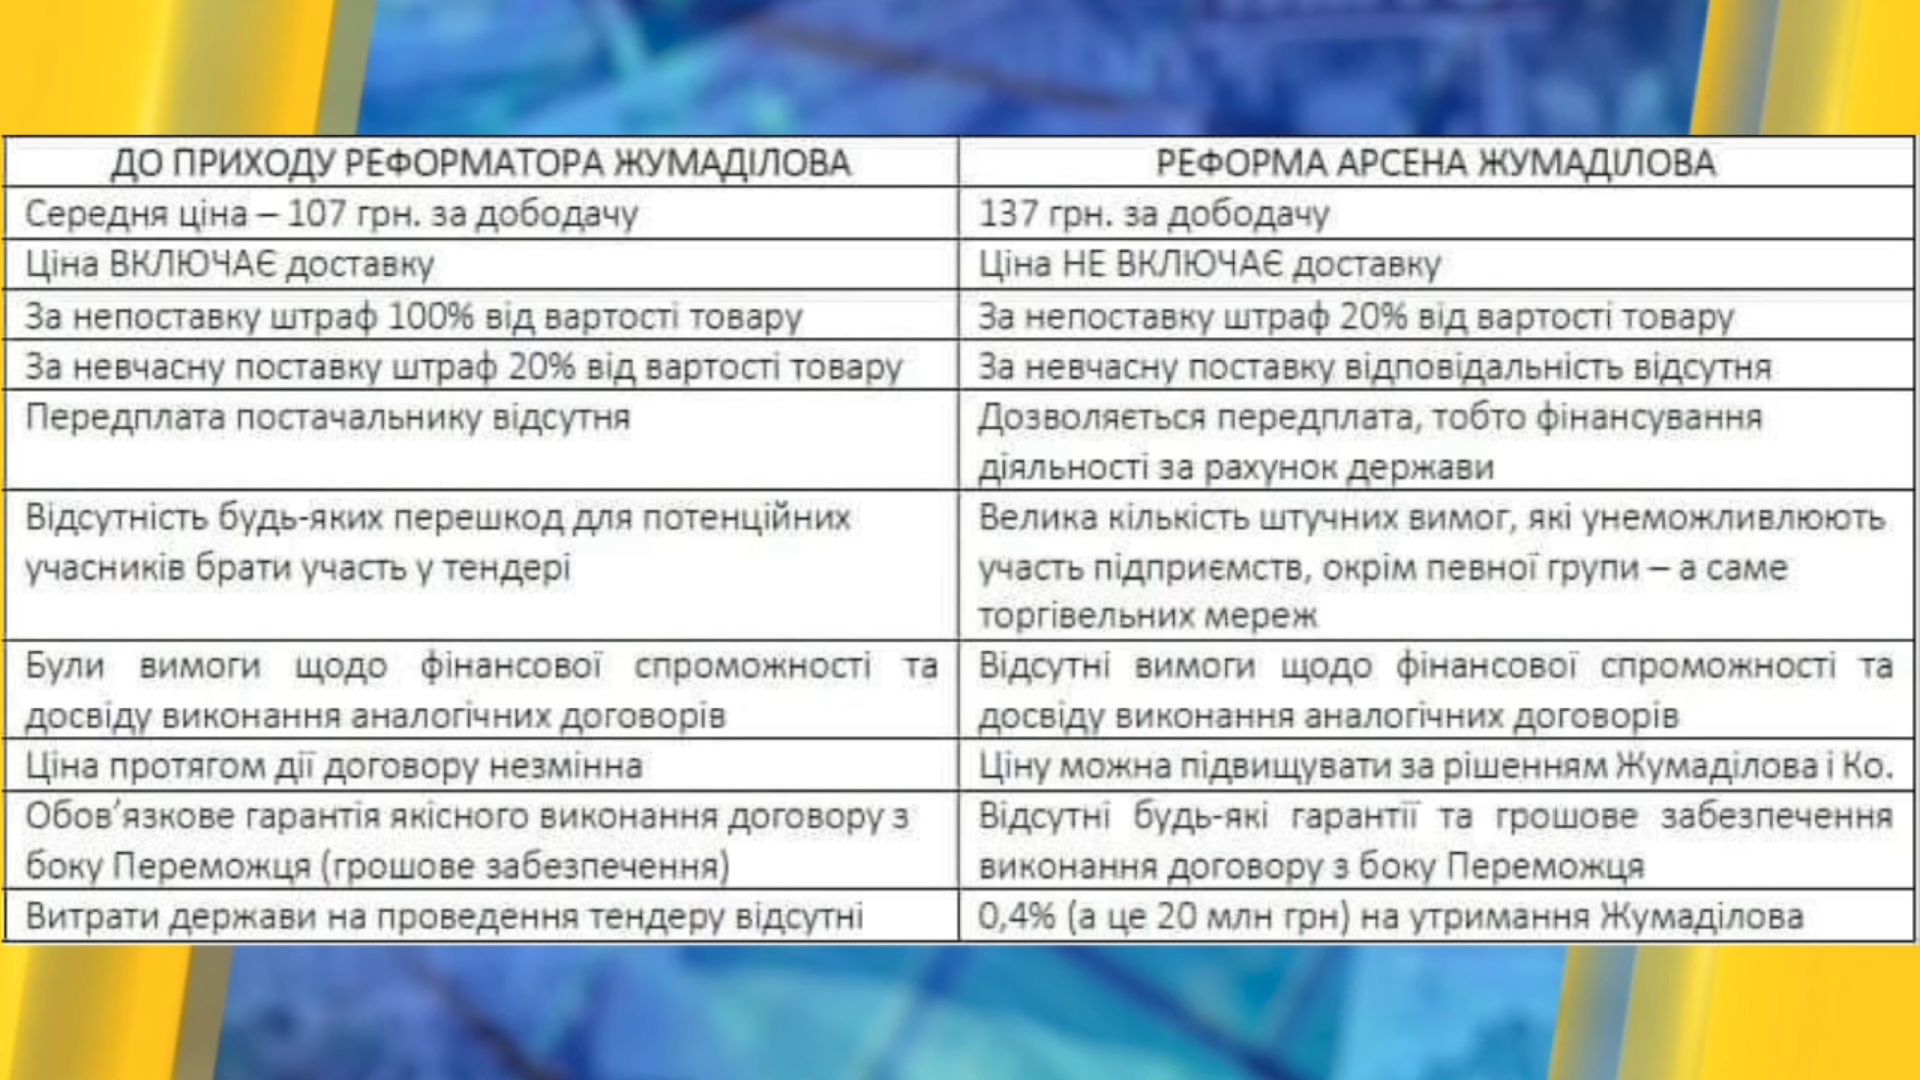 ДО ПРИХОДУ РЕФОРМАТОРА ЖУМАДІЛОВА
РЕФОРМА АРСЕНА ЖУМАДІЛОВА
Середня ціна – 107 грн. за дободачу
137 грн. за дободачу
Ціна ВКЛЮЧАЄ доставку
Ціна НЕ ВКЛЮЧАЄ доставку
За непоставку штраф 100% від вартості товару
За непоставку штраф 20% від вартості товару
За невчасну поставку штраф 20% від вартості товару
За невчасну поставку відповідальність відсутня
Передплата постачальнику відсутня
Дозволяється передплата, тобто фінансування
діяльності за рахунок держави
Відсутність будь-яких перешкод для потенційних
учасників брати участь у тендері
Велика кількість штучних вимог, які унеможливлюють
участь підприємств, окрім певної групи – а саме
торгівельних мереж
Були вимоги щодо фінансової спроможності та
досвіду виконання аналогічних договорів
Відсутні вимоги щодо фінансової спроможності та
досвіду виконання аналогічних договорів
Ціна протягом дії договору незмінна
Ціну можна підвищувати за рішенням Жумаділова і Ко.
Обов’язкове гарантія якісного виконання договору з
боку Переможця (грошове забезпечення)
Відсутні будь-які гарантії та грошове забезпечення
виконання договору з боку Переможця
Витрати держави на проведення тендеру відсутні
0,4% (а це 20 млн грн) на утримання Жумаділова